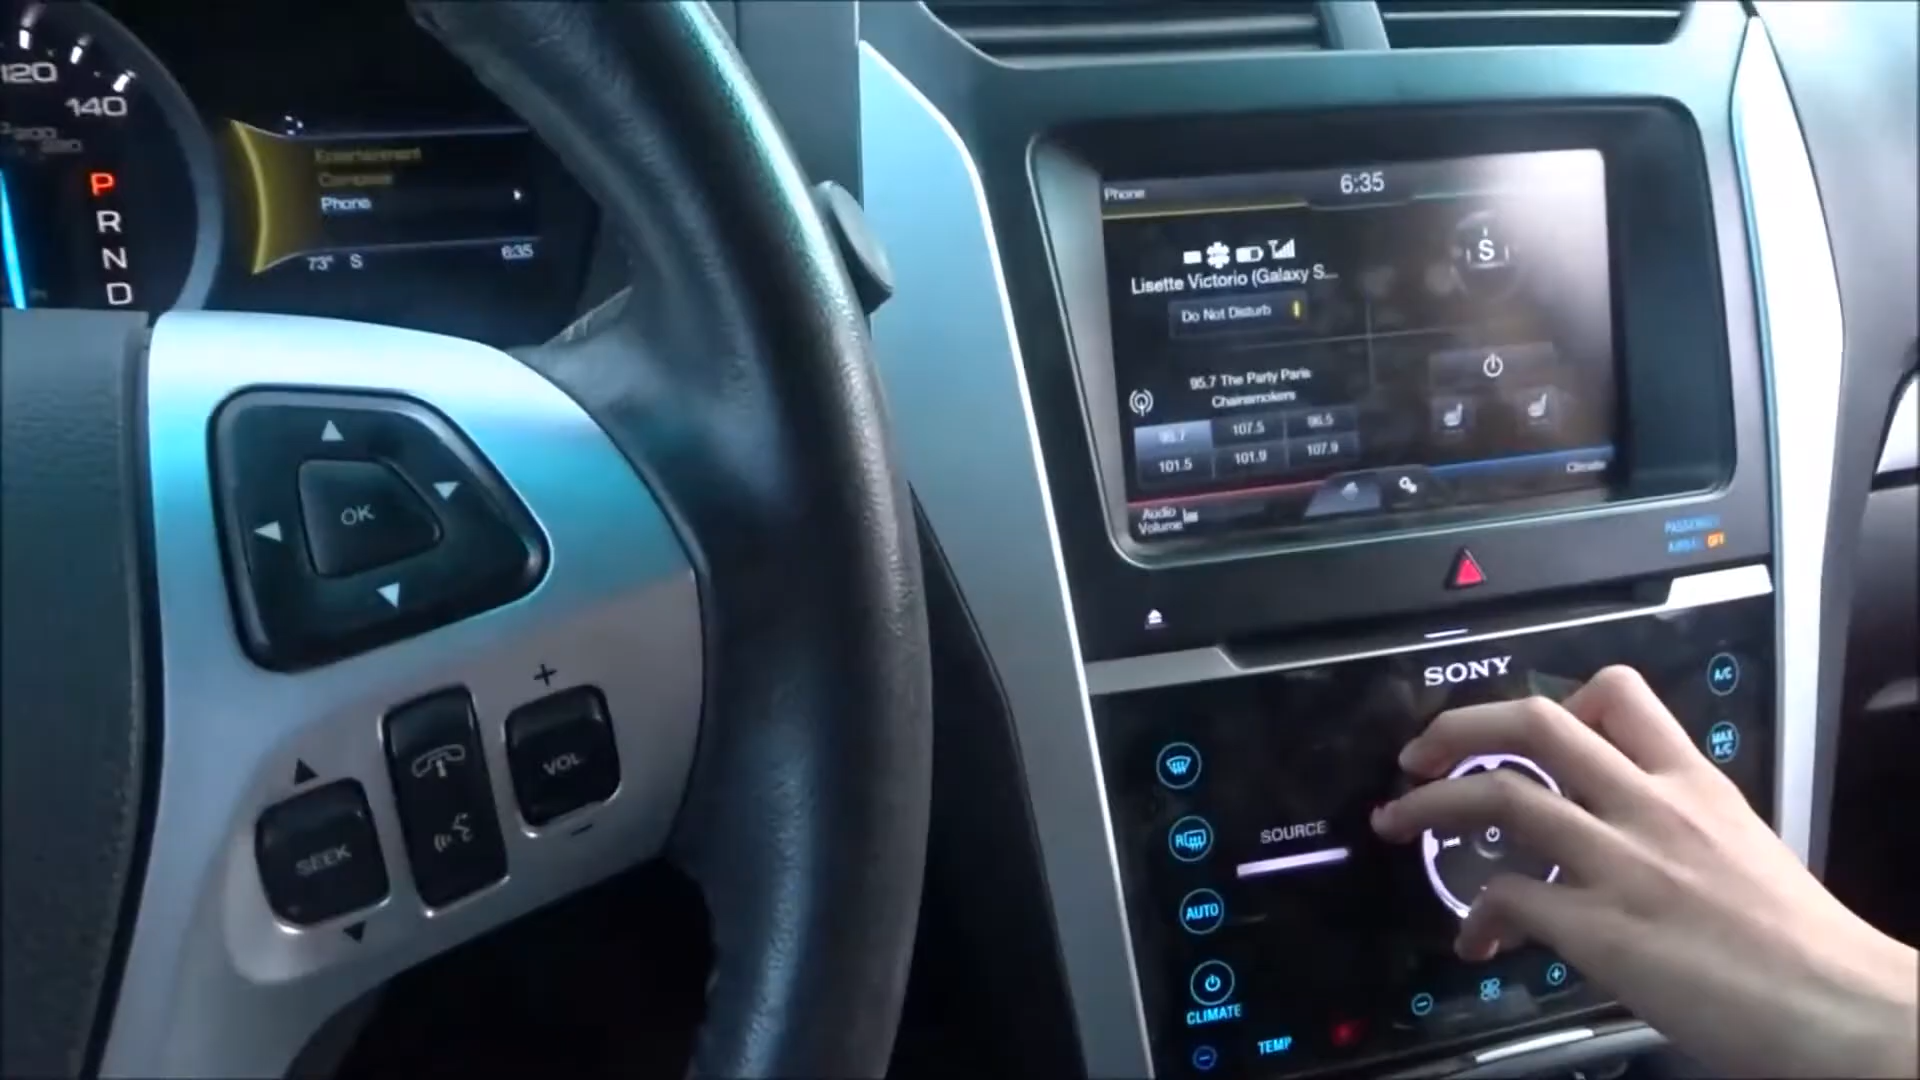 120
140
P
R
N
D
Entertainment
Compass
Phone
73° S 6:35
OK
+
VOL
-
SEEK
Phone
6:35
Lisette Victorio (Galaxy S...
Do Not Disturb
S
95.7 The Party Paris
Chainsmokers
95.7 107.5 96.5
101.5 101.9 107.9
Climate
Audio
Volume
PASSENGER
AIRBAG OFF
SONY
A/C
MAX
A/C
R
SOURCE
AUTO
CLIMATE
TEMP